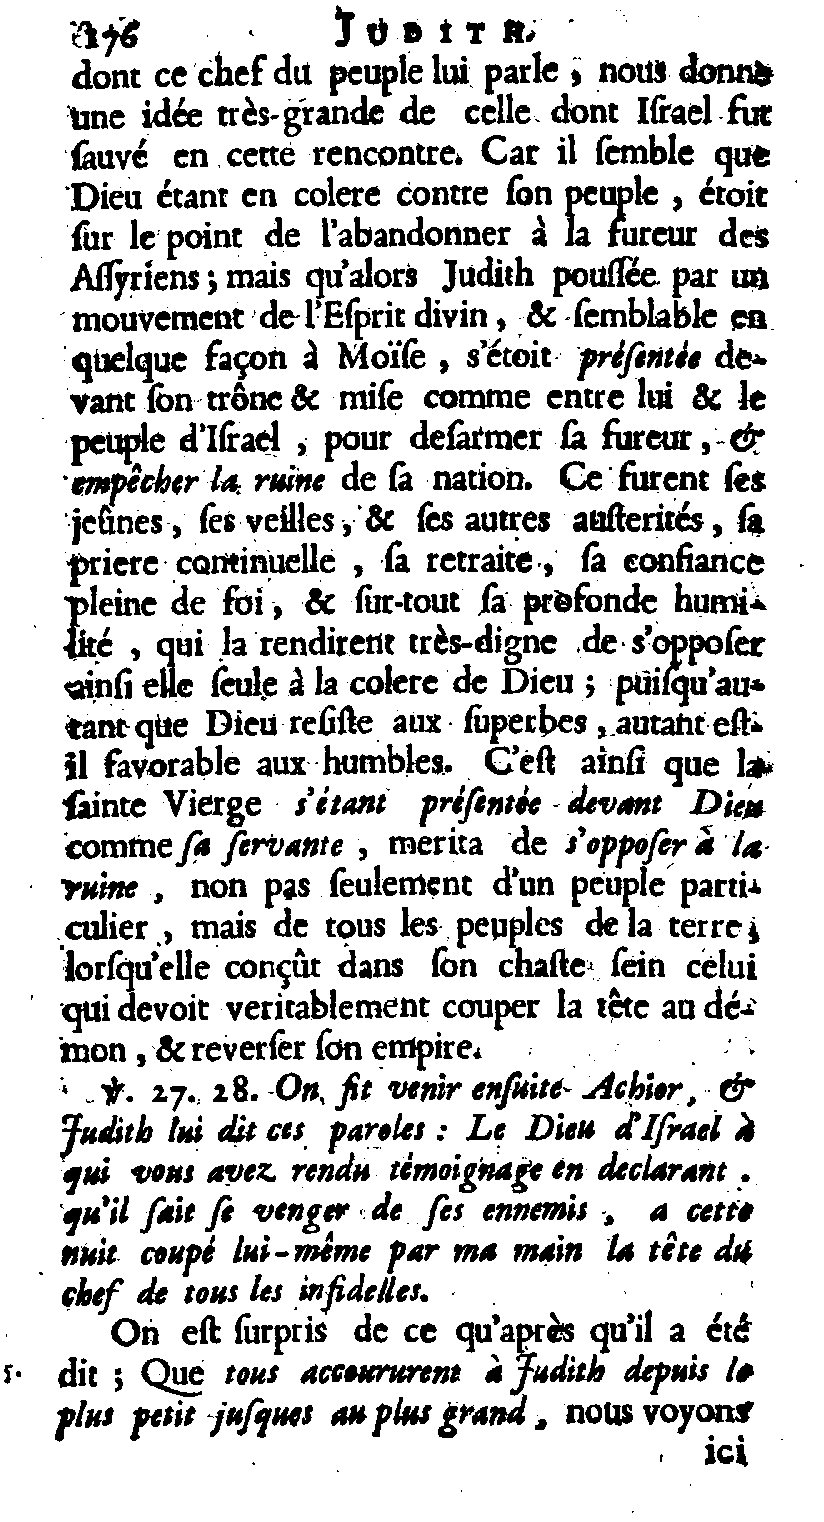 176 JUDITH.
dont ce chef du peuple lui parle, nous donne
une idée très-grande de celle dont Iſrael fut
ſauvé en cette rencontre. Car il ſemble que
Dieu étant en colere contre ſon peuple, étoit
ſur le point de l'abandonner à la fureur des
Aſſyriens; mais qu'alors Judith pouſſée par un
mouvement de l'Eſprit divin, & ſemblable en
quelque façon à Moïſe, s'étoit préſentée de-
vant ſon trône & miſe comme entre lui & le
peuple d'Iſrael, pour deſarmer ſa fureur, &
empêcher la ruine de ſa nation. Ce furent ſes
jeûnes, ſes veilles, & ſes autres auſterités, ſa
priere continuelle, ſa retraite, ſa confiance
pleine de foi, & ſur-tout ſa profonde humi-
lité, qui la rendirent très-digne de s'oppoſer
ainſi elle ſeule à la colere de Dieu; puiſqu'au-
tant que Dieu reſiſte aux ſuperbes, autant eſt-
il favorable aux humbles. C'eſt ainſi que la
ſainte Vierge s'étant préſentée devant Dieu
comme ſa ſervante, merita de s'oppoſer à la
ruine, non pas ſeulement d'un peuple parti-
culier, mais de tous les peuples de la terre;
lorſqu'elle conçût dans ſon chaſte ſein celui
qui devoit veritablement couper la tête au dé-
mon, & reverſer ſon empire.
℣. 27. 28. On fit venir enſuite Achior, &
Judith lui dit ces paroles: Le Dieu d'Iſrael à
qui vous avez rendu témoignage en declarant
qu'il ſait ſe venger de ſes ennemis, a cette
nuit coupé lui-même par ma main la tête du
chef de tous les infidelles.
On eſt ſurpris de ce qu'après qu'il a été
5. dit; Que tous accoururent à Judith depuis le
plus petit juſques au plus grand, nous voyons
ici